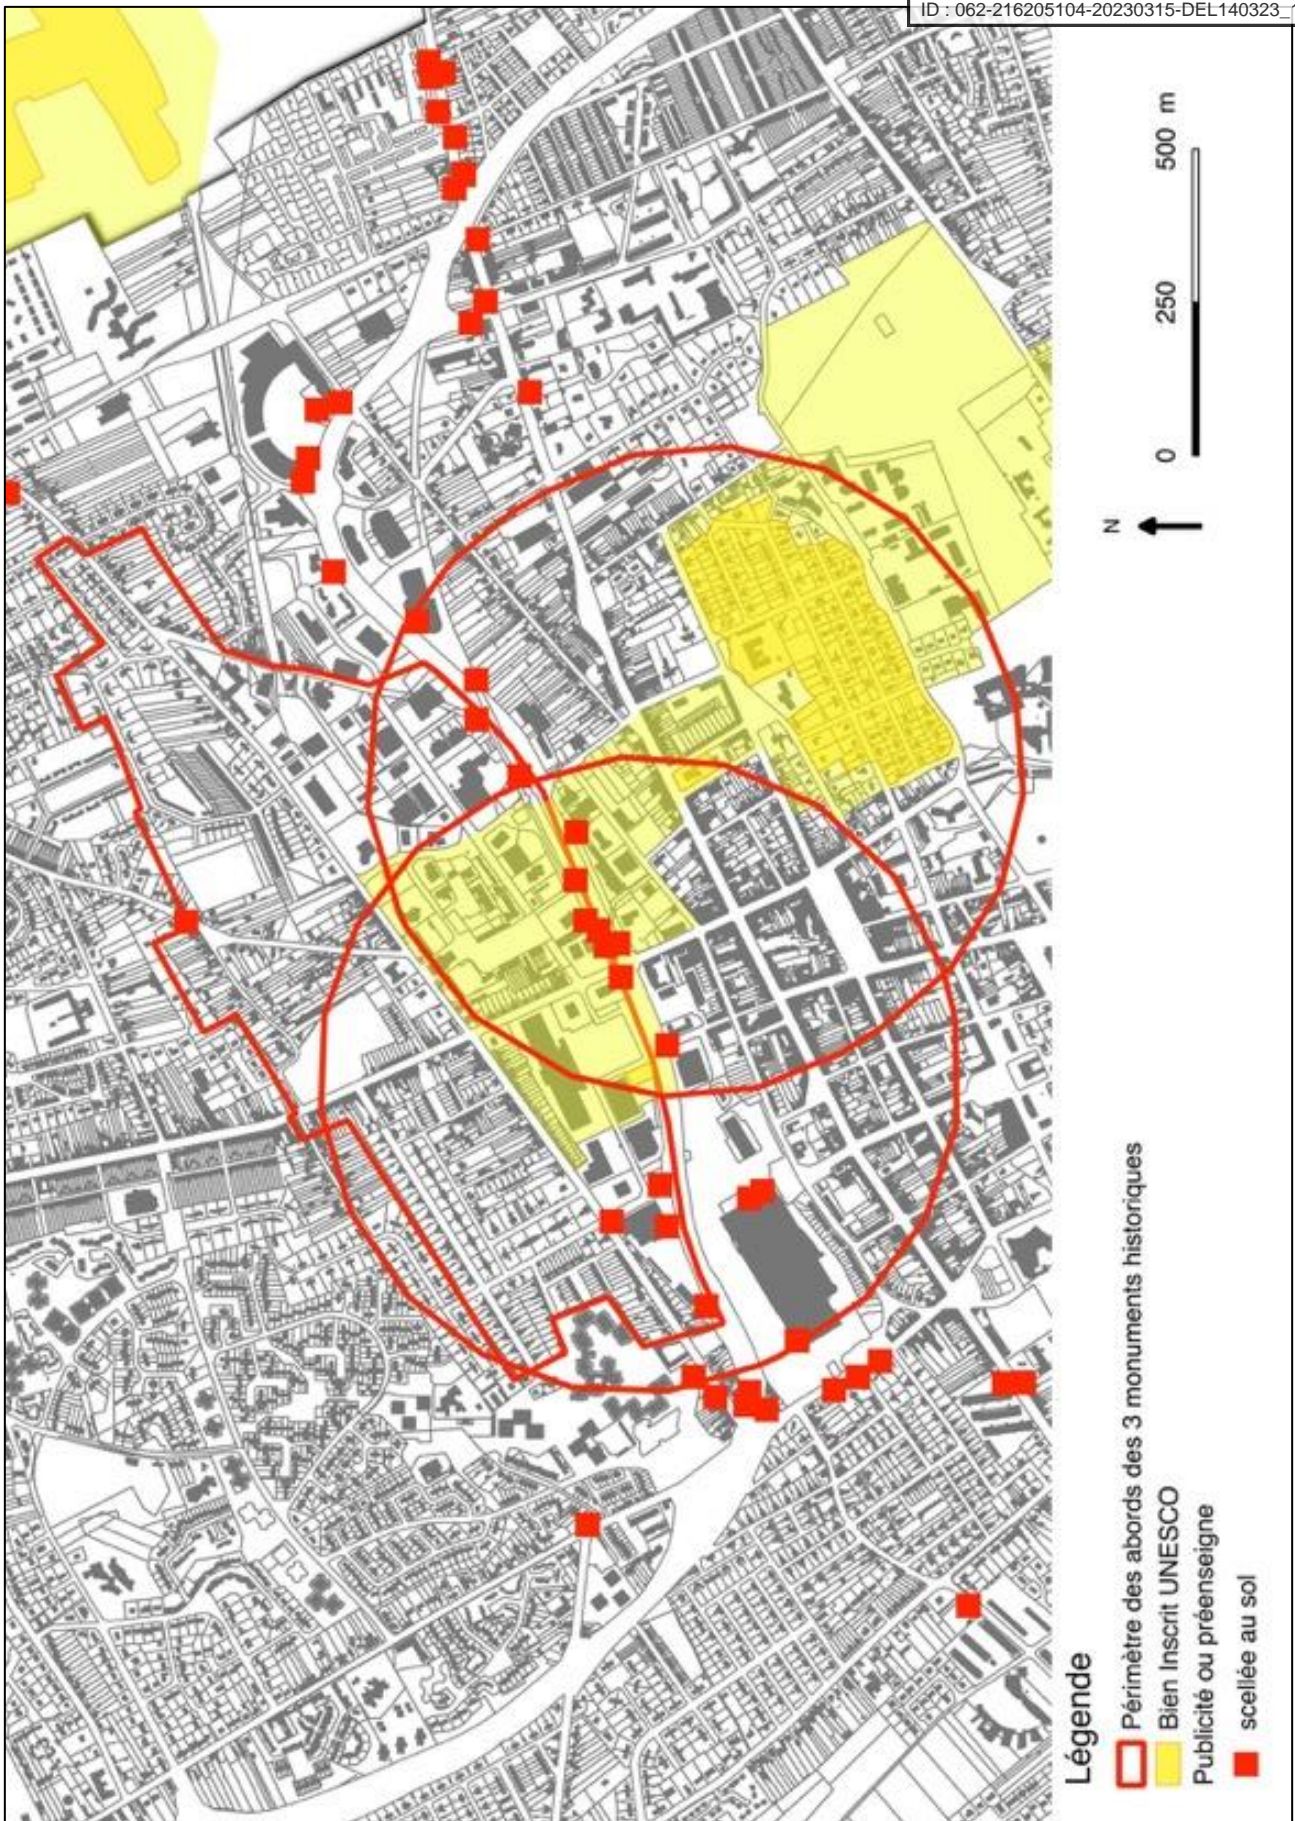 ID : 062-216205104-20230315-DEL140323_1
Légende
Périmètre des abords des 3 monuments historiques
Bien Inscrit UNESCO
Publicité ou préenseigne
scellée au sol
N
0 250 500 m